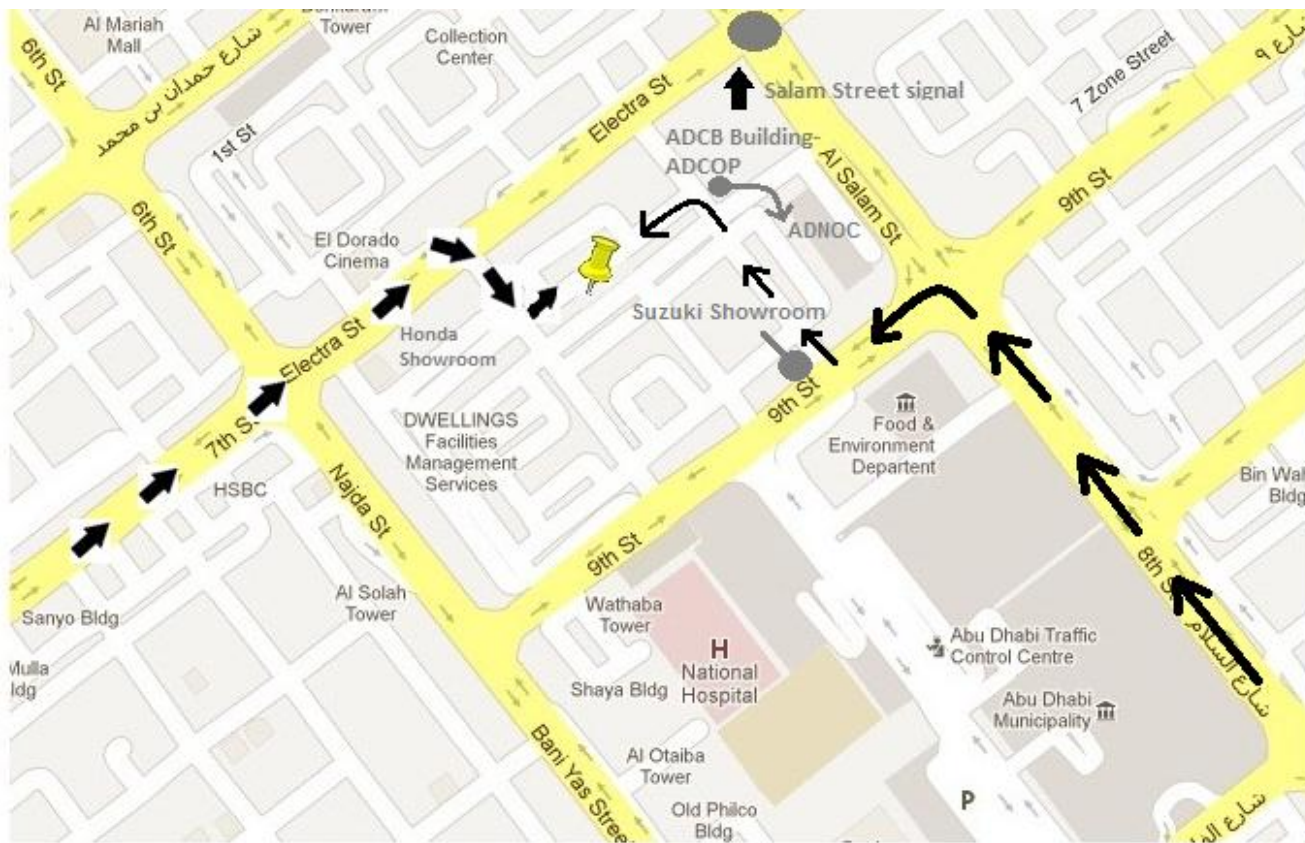 6th St
Al Mariah
Mall
Tower
شارع حمدان بن محمد
Collection
Center
Electra St
Salam Street signal
شارع ٩
7 Zone Street
1st St
ADCB Building-
ADCOP
Al Salam St
9th St
6th St
El Dorado
Cinema
ADNOC
Suzuki Showroom
Electra St
Honda
Showroom
9th St
7th St
HSBC
DWELLINGS
Facilities
Management
Services
Food &
Environment
Departent
Bldg
Najda St
9th St
8th St
شارع السلام
Sanyo Bldg
Al Solah
Tower
Wathaba
Tower
H
National
Hospital
Abu Dhabi Traffic
Control Centre
Shaya Bldg
Abu Dhabi
Municipality
Bani Yas Street
Al Otaiba
Tower
P
Old Philco
Bldg
شارع